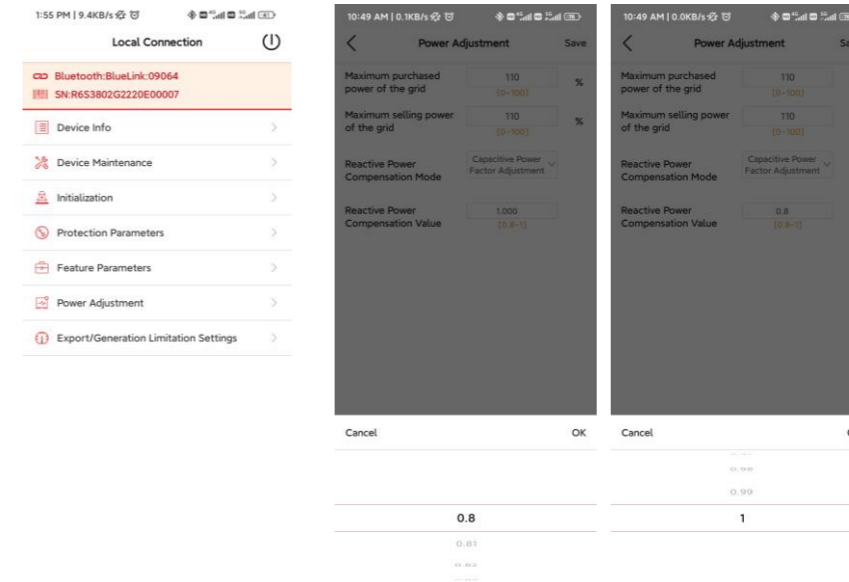 1:55 PM | 9.4KB/s
Local Connection
Bluetooth:BlueLink:09064
SN:R6S3802G2220E00007
Device Info
Device Maintenance
Initialization
Protection Parameters
Feature Parameters
Power Adjustment
Export/Generation Limitation Settings
10:49 AM | 0.1KB/s
Power Adjustment Save
Maximum purchased
power of the grid
110 %
[0~100]
Maximum selling power
of the grid
110 %
[0~100]
Reactive Power
Compensation Mode
Capacitive Power
Factor Adjustment
Reactive Power
Compensation Value
1.000
[0.8~1]
Cancel OK
0.8
0.81
0.82
10:49 AM | 0.0KB/s
Power Adjustment
Maximum purchased
power of the grid
110
[0~100]
Maximum selling power
of the grid
110
[0~100]
Reactive Power
Compensation Mode
Capacitive Power
Factor Adjustment
Reactive Power
Compensation Value
0.8
[0.8~1]
Cancel
0.98
0.99
1